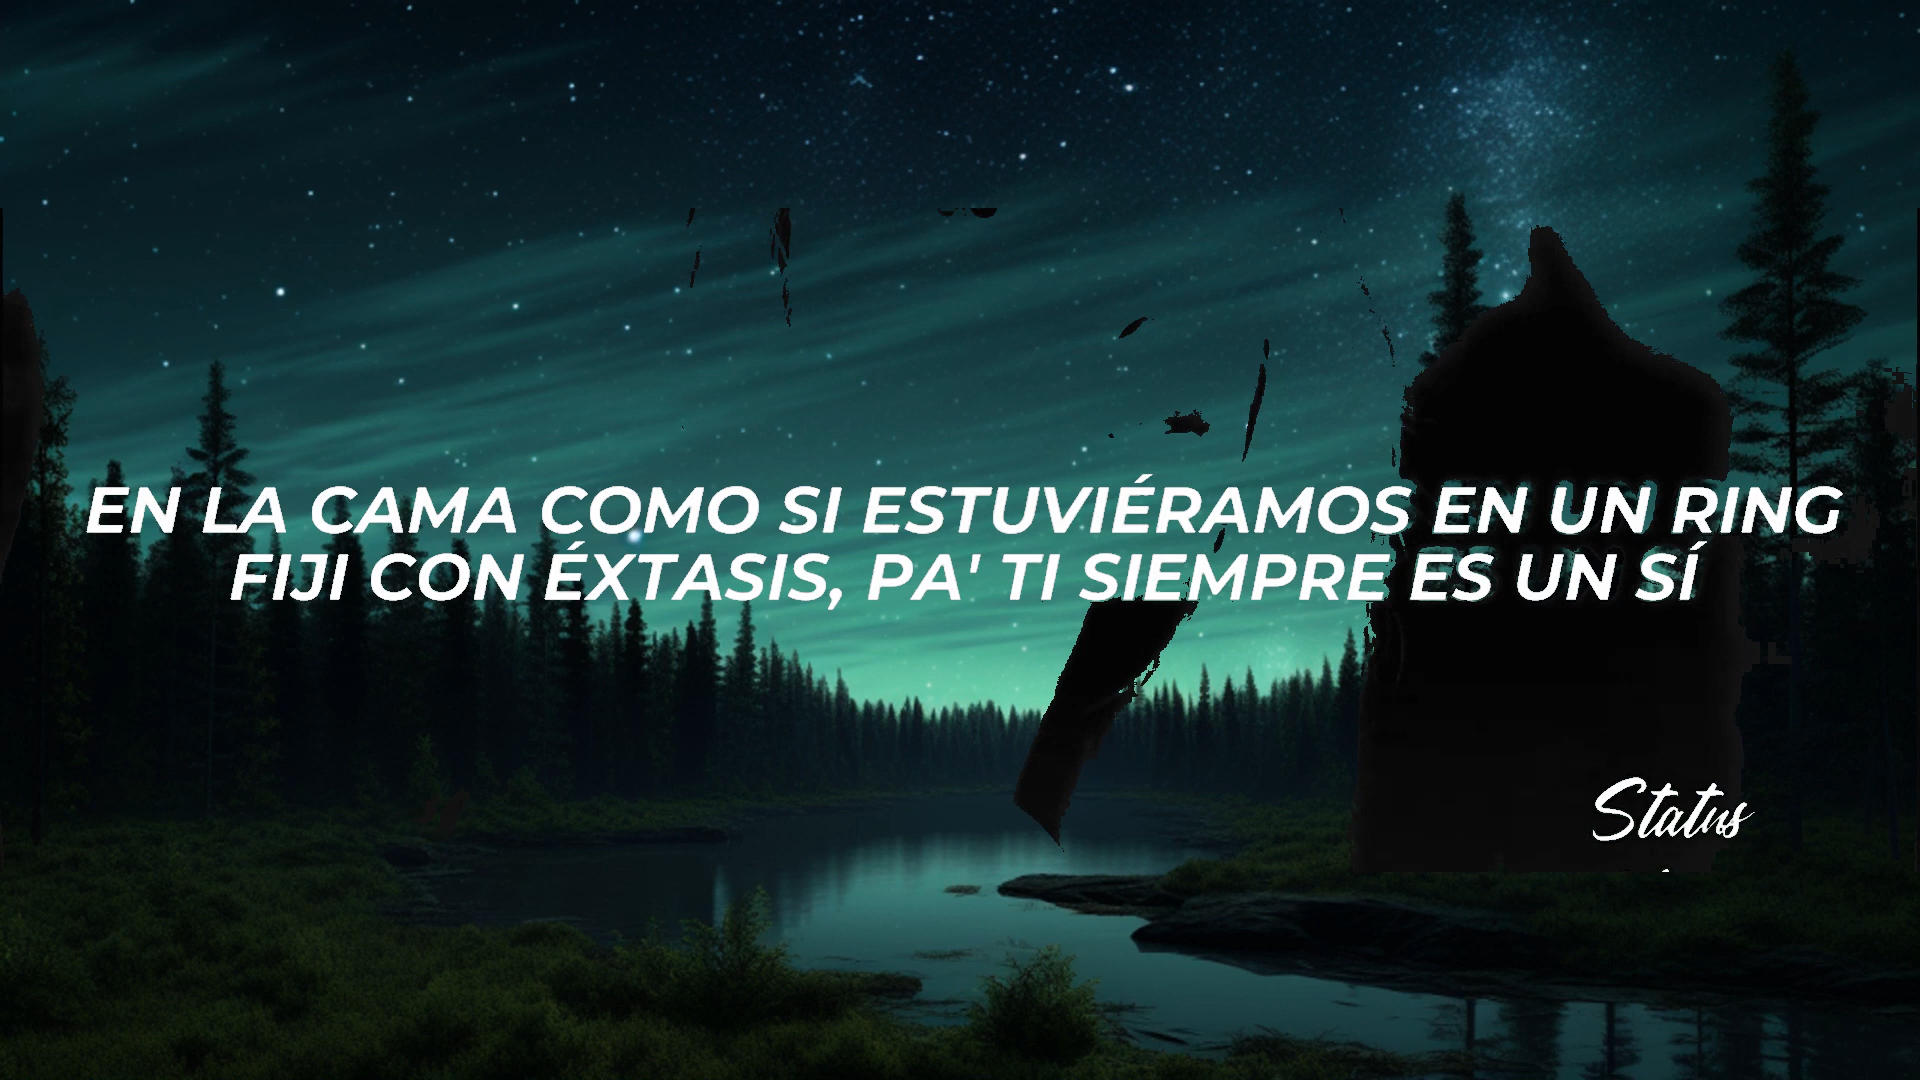 EN LA CAMA COMO SI ESTUVIÉRAMOS EN UN RING
FIJI CON ÉXTASIS, PA' TI SIEMPRE ES UN SÍ
Status